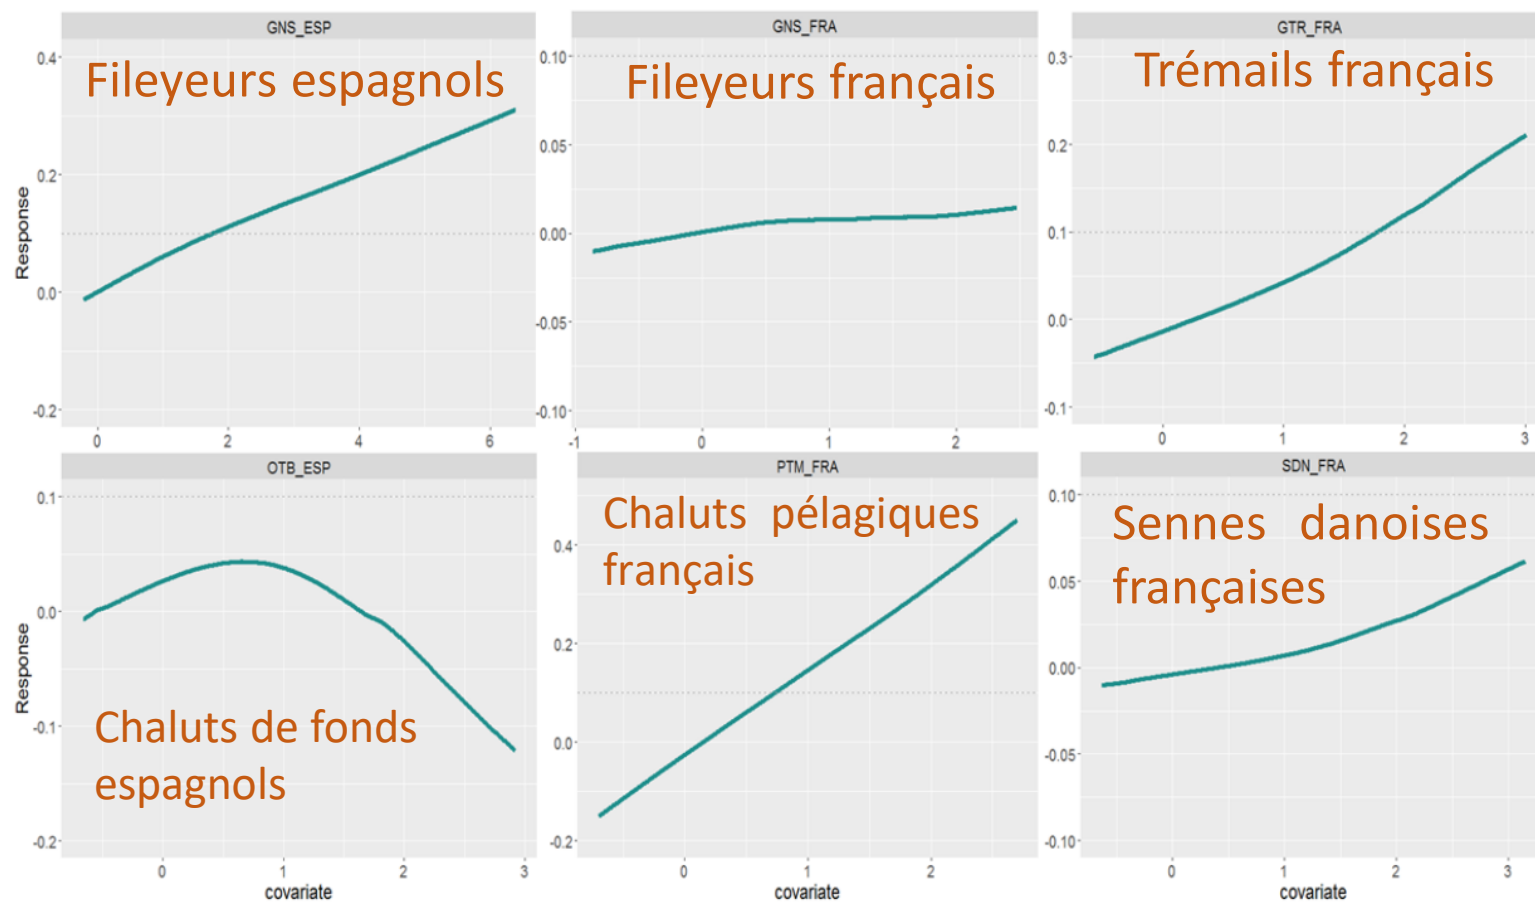 GNS_ESP
Fileyeurs espagnols
Response
0.4
0.2
0.0
-0.2
0
2
4
6
GNS_FRA
Fileyeurs français
0.10
0.05
0.00
-0.05
-0.10
-1
0
1
2
GTR_FRA
Trémails français
0.3
0.2
0.1
0.0
-0.1
0
1
2
3
OTB_ESP
Response
0.1
0.0
-0.1
-0.2
Chaluts de fonds
espagnols
0
1
2
3
covariate
PTM_FRA
Chaluts pélagiques
français
0.4
0.2
0.0
-0.2
0
1
2
covariate
SDN_FRA
Sennes danoises
françaises
0.10
0.05
0.00
-0.05
-0.10
0
1
2
3
covariate